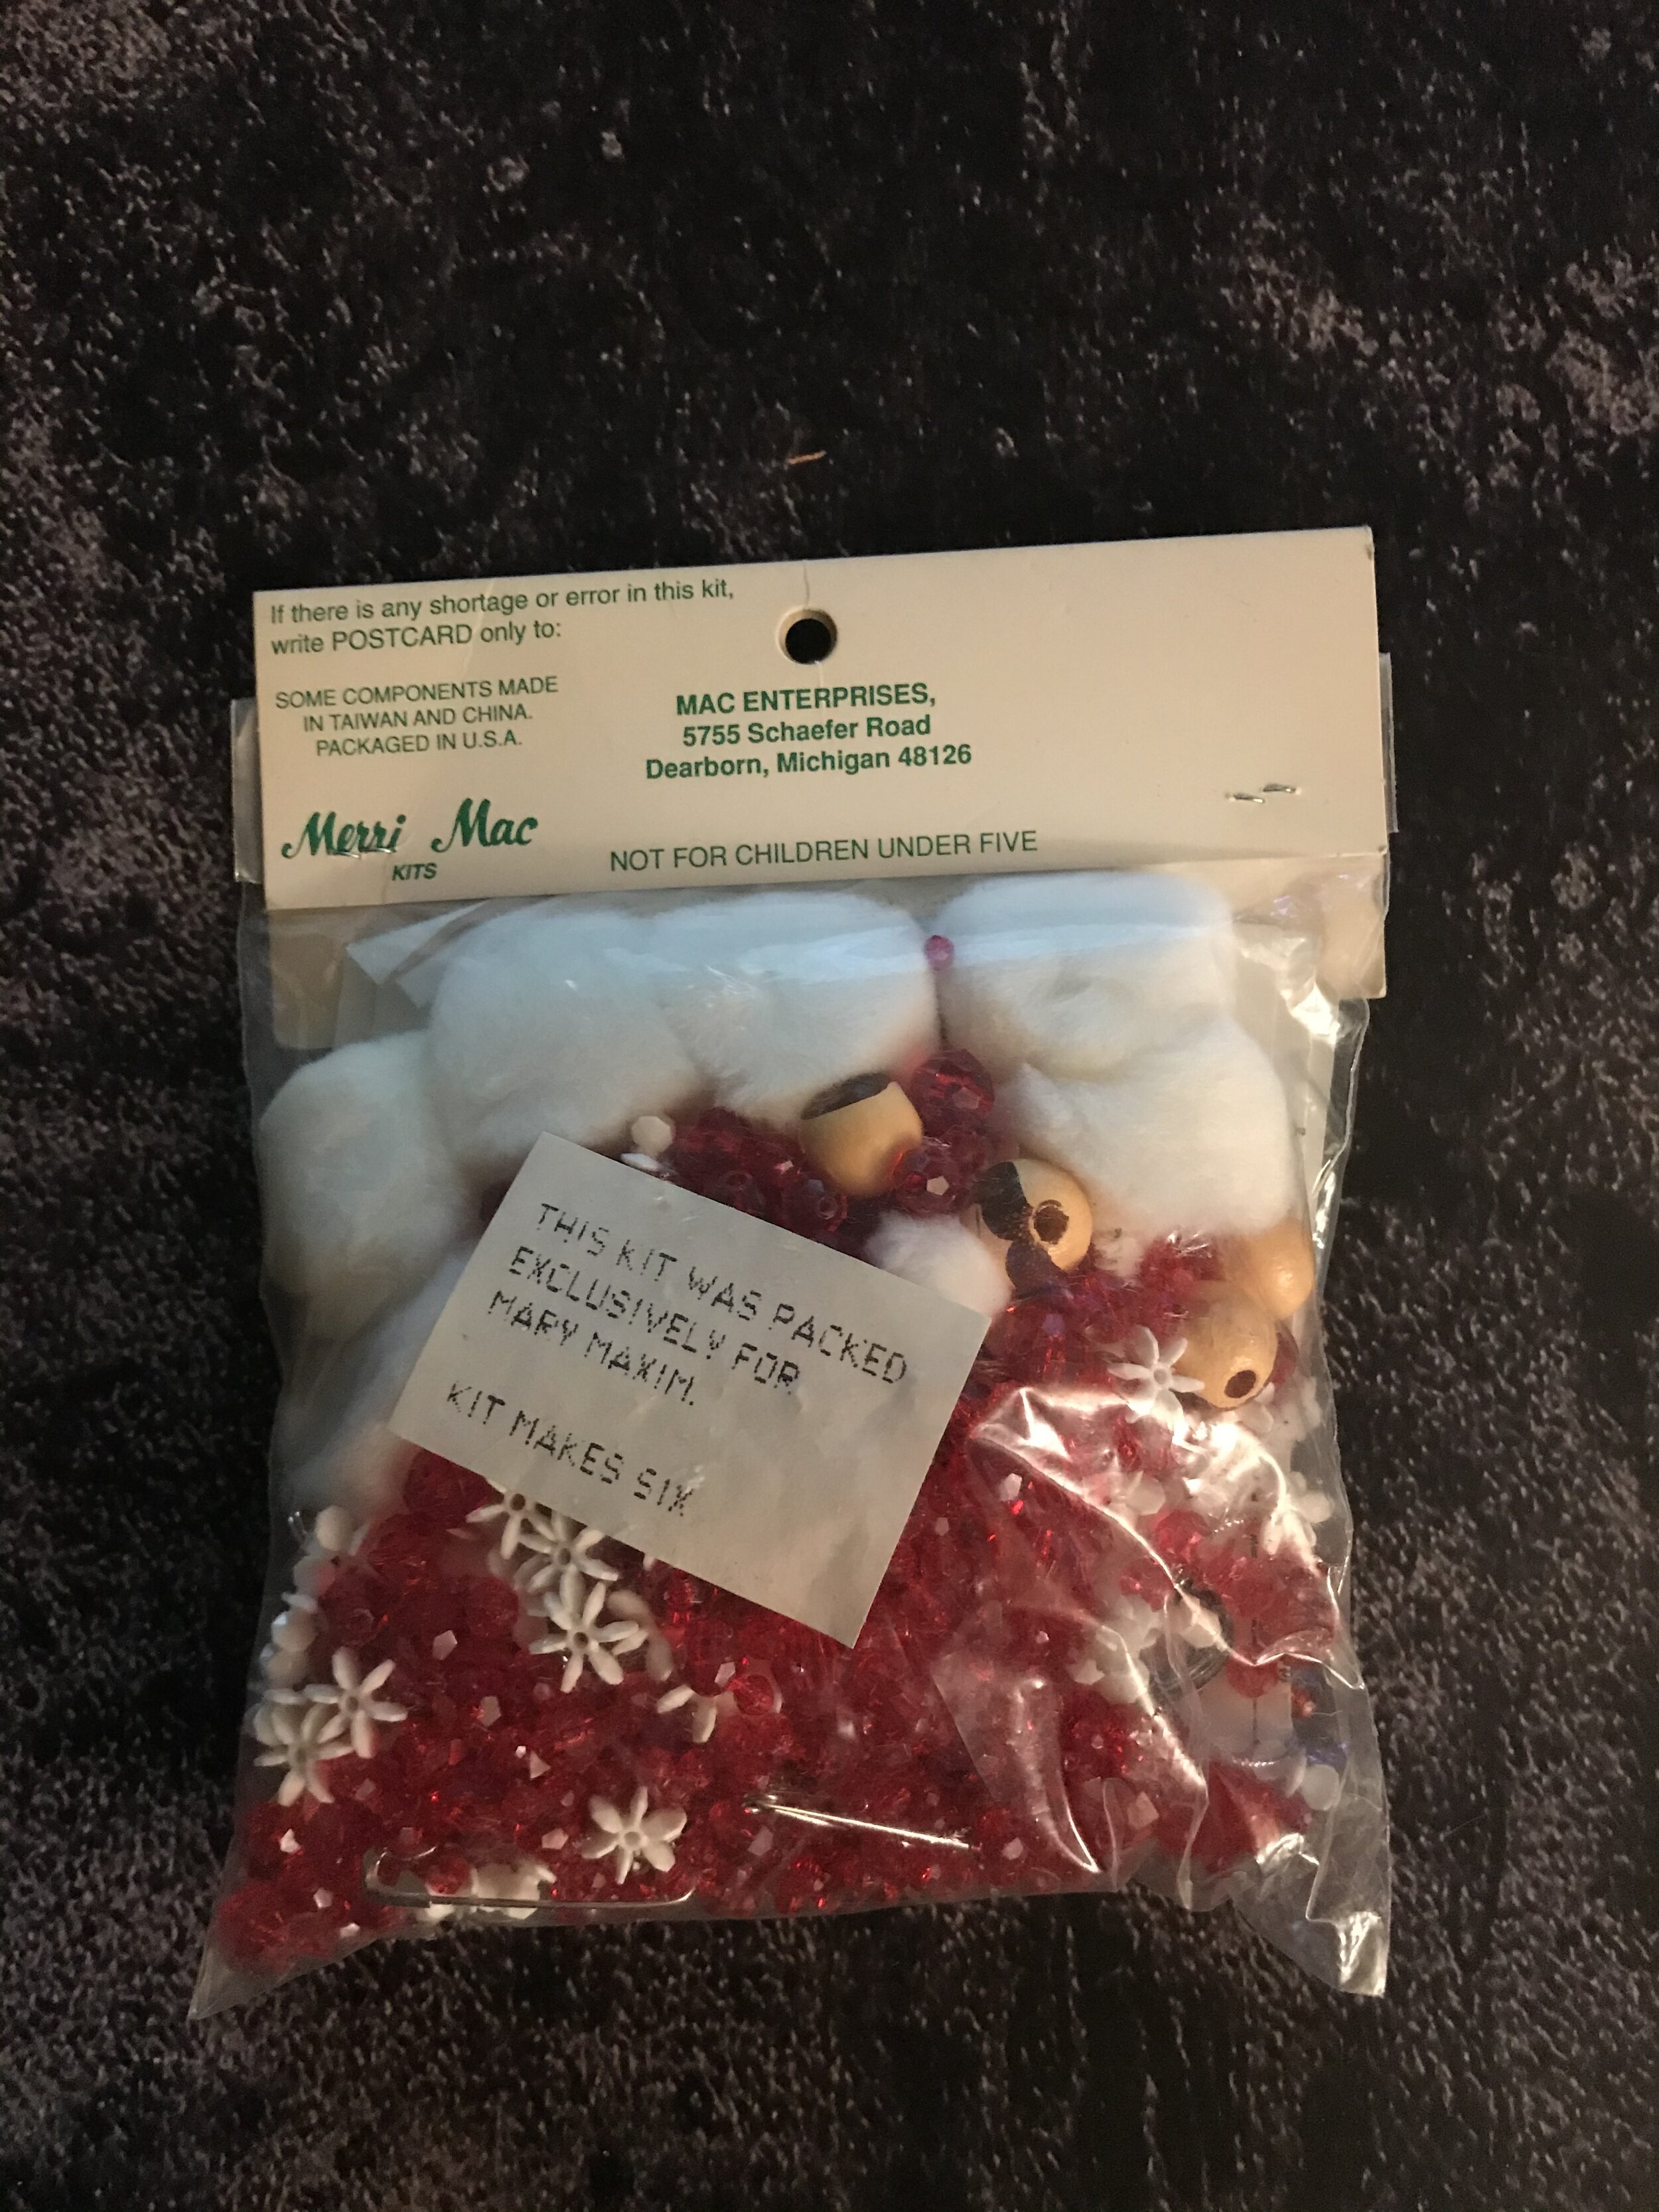 If there is any shortage or error in this kit,
write POSTCARD only to:
SOME COMPONENTS MADE
IN TAIWAN AND CHINA.
PACKAGED IN U.S.A.
MAC ENTERPRISES,
5755 Schaefer Road
Dearborn, Michigan 48126
Merri Mac
KITS
NOT FOR CHILDREN UNDER FIVE
THIS KIT WAS PACKED
EXCLUSIVELY FOR
MARY MAXIM.
KIT MAKES SIX